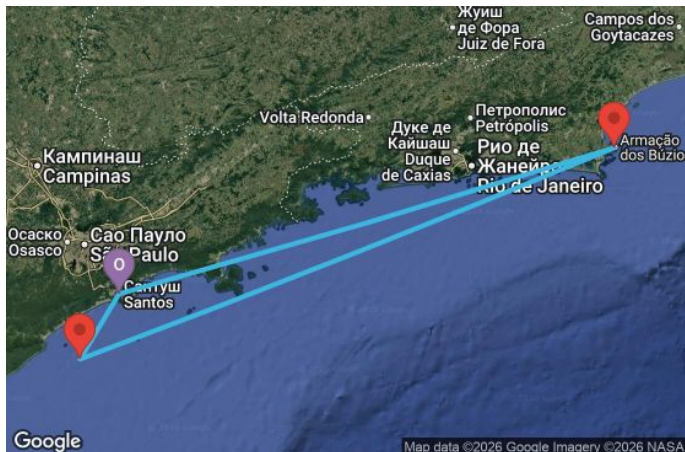 Жуиш
де Фора
Juiz de Fora
Campos dos
Goytacazes
Volta Redonda
Петрополис
Petrópolis
Дуке де
Кайшаш
Duque
de Caxias
Рио де
Жанейро
Rio de Janeiro
Armação
dos Búzio
Кампинаш
Campinas
Осаско
Osasco
Сао Пауло
São Paulo
O
Сантуш
Santos
Google
Map data ©2026 Google Imagery ©2026 NASA